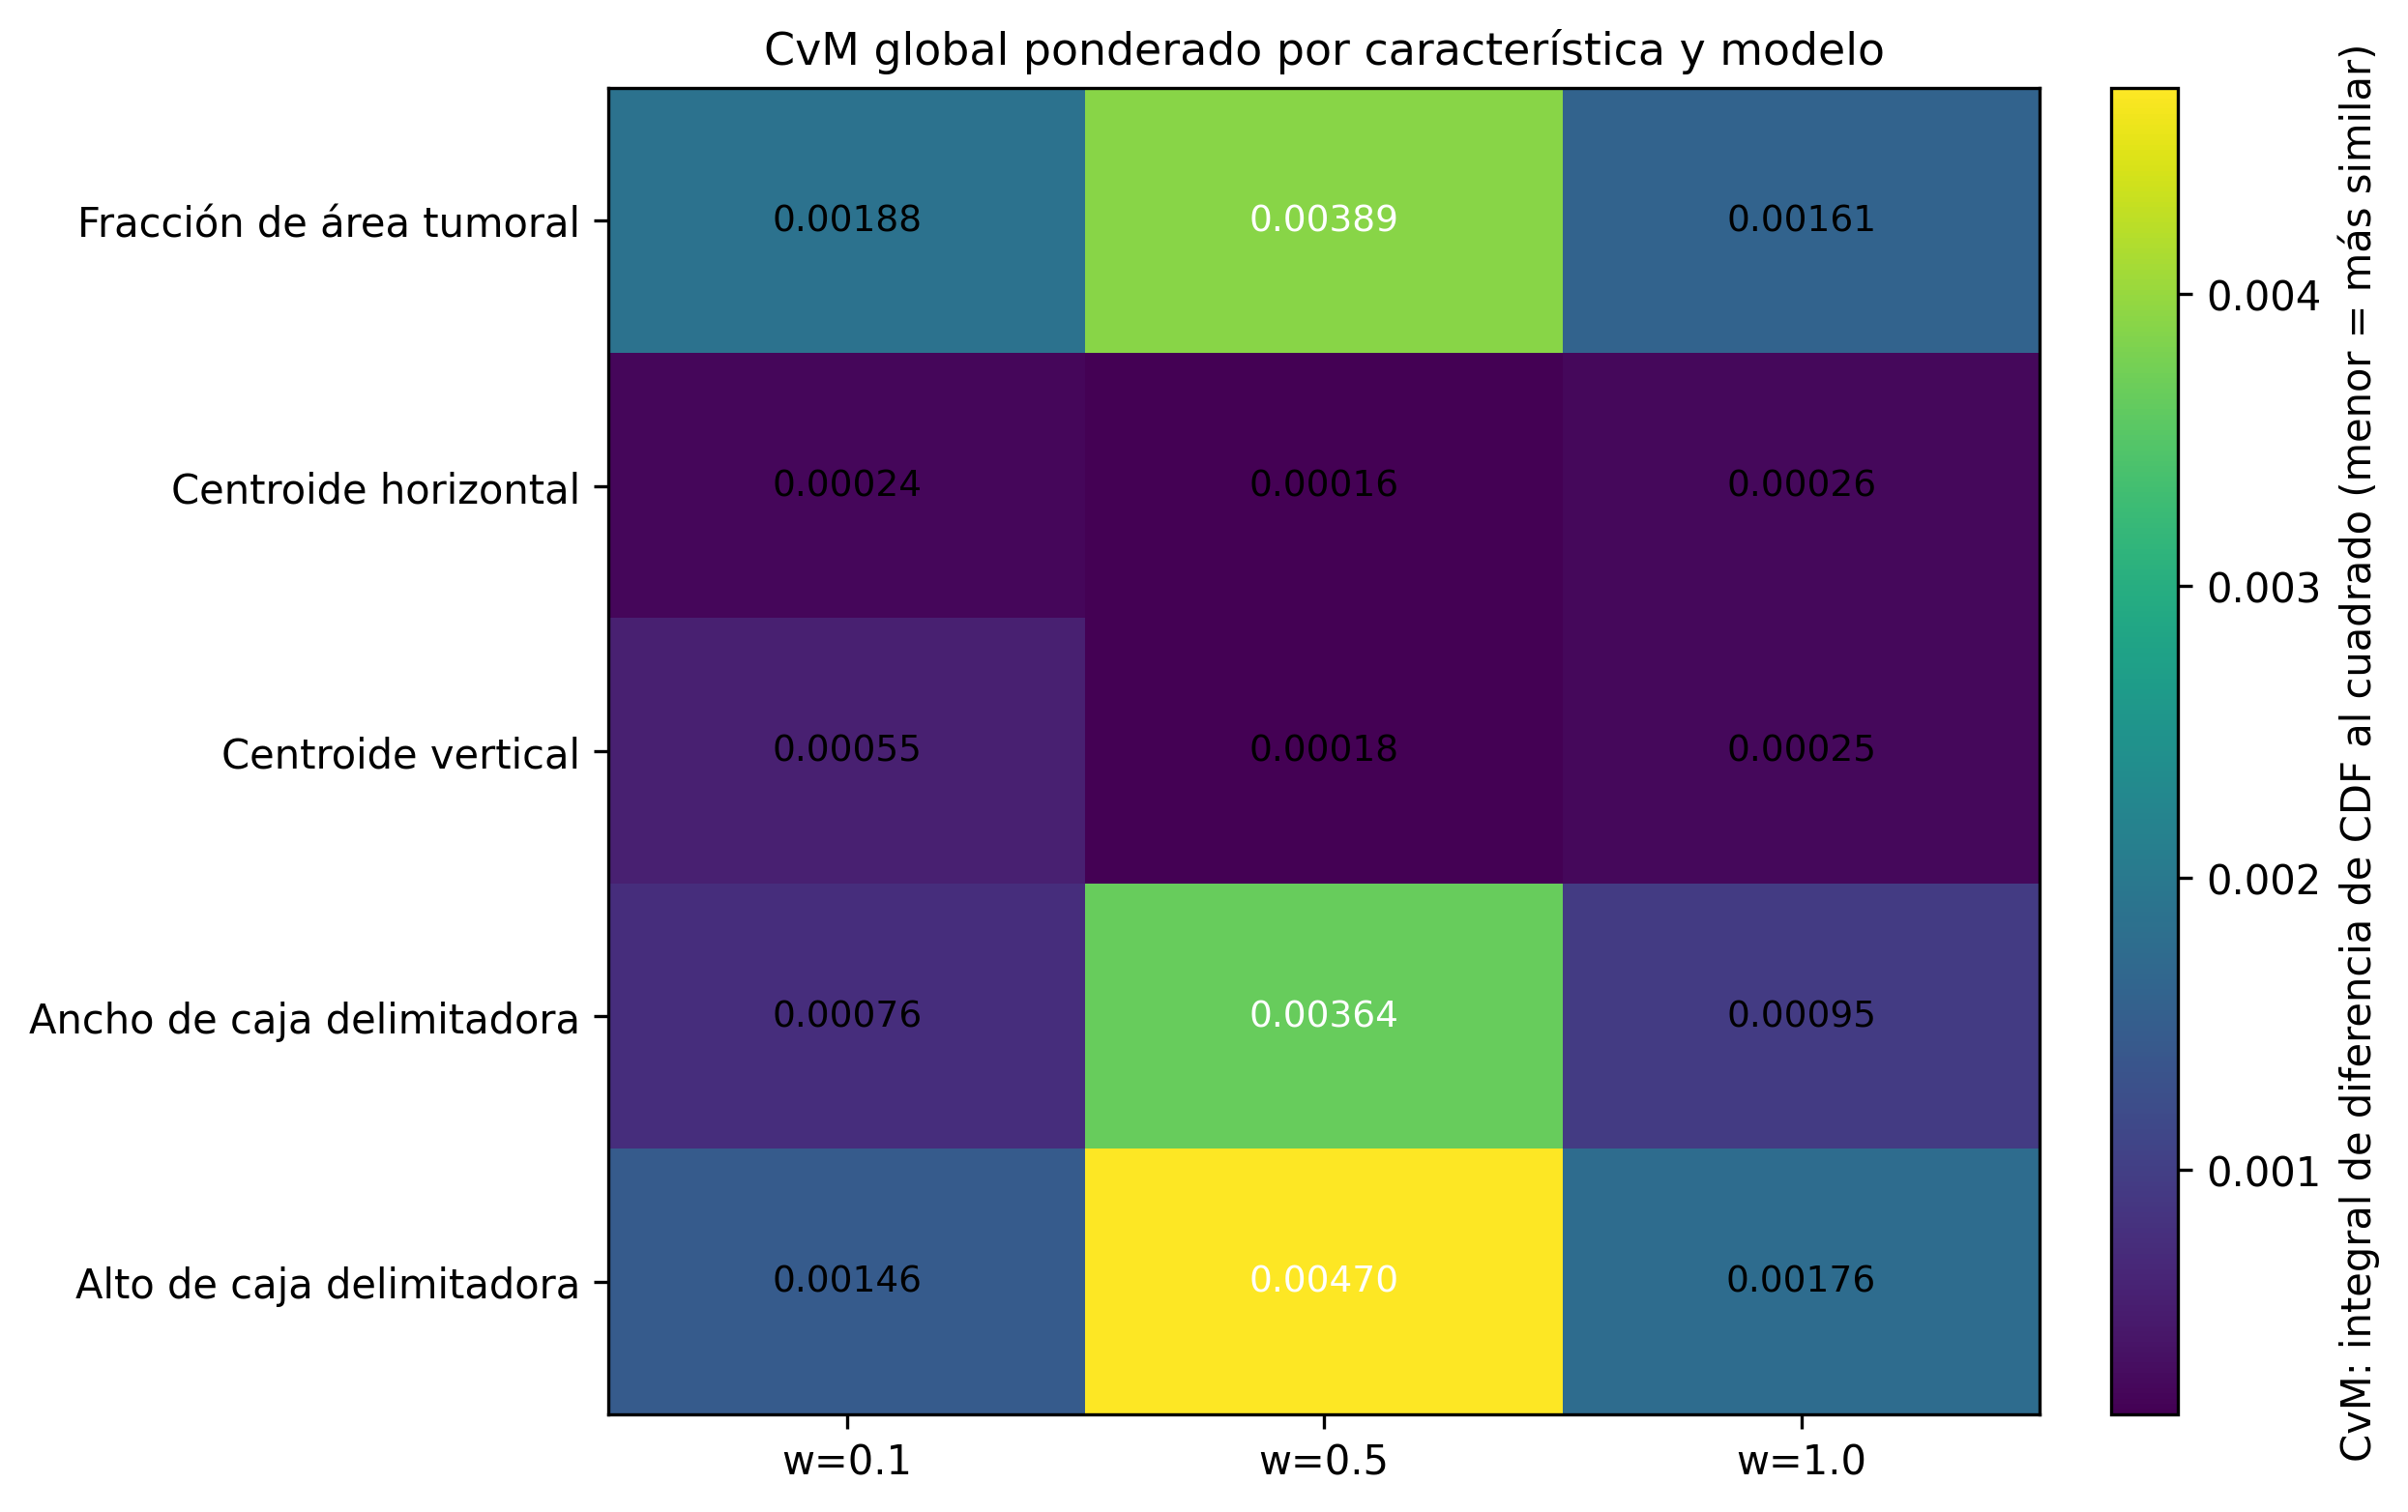 CvM global ponderado por característica y modelo
Fracción de área tumoral
0.00188
0.00389
0.00161
Centroide horizontal
0.00024
0.00016
0.00026
Centroide vertical
0.00055
0.00018
0.00025
Ancho de caja delimitadora
0.00076
0.00364
0.00095
Alto de caja delimitadora
0.00146
0.00470
0.00176
w=0.1
w=0.5
w=1.0
0.004
0.003
0.002
0.001
CvM: integral de diferencia de CDF al cuadrado (menor = más similar)